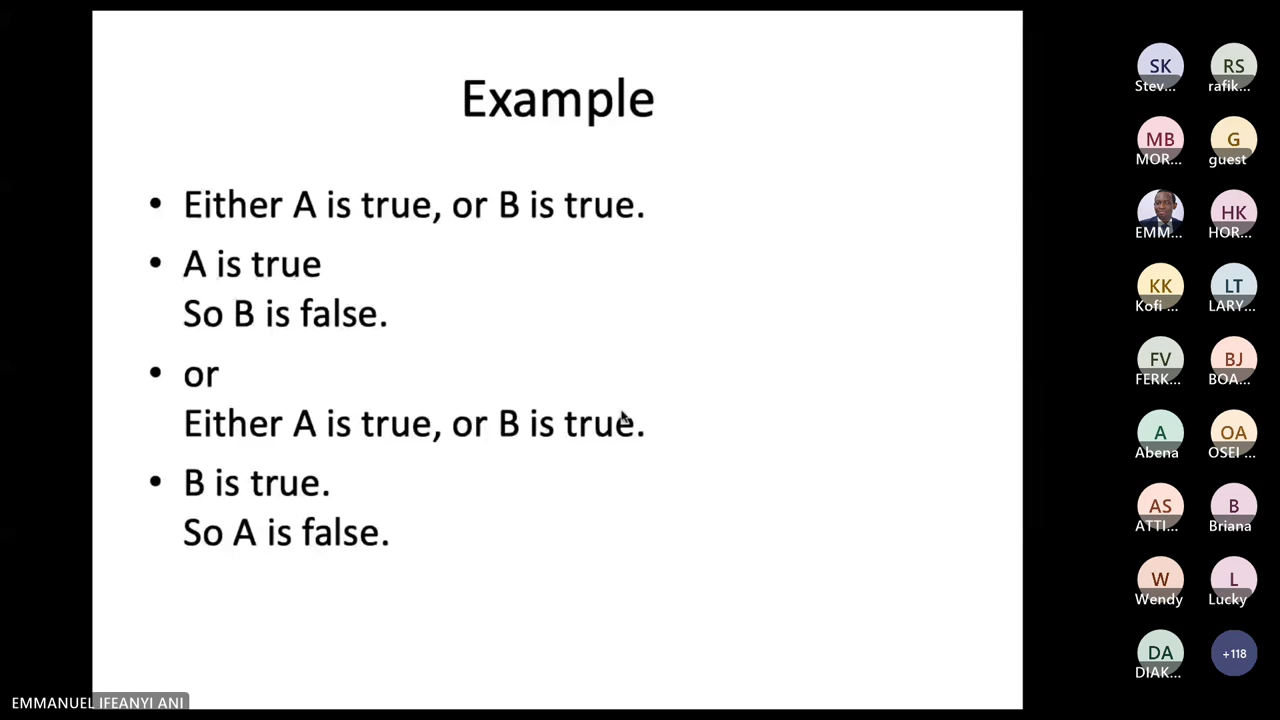 Example
• Either A is true, or B is true.
• A is true
So B is false.
• or
Either A is true, or B is true.
• B is true.
So A is false.
SK
Stev...
RS
rafik...
MB
MOR...
G
guest
EMM...
HK
HOR...
KK
Kofi ...
LT
LARY...
FV
FERK...
BJ
BOA...
A
Abena
OA
OSEI ...
AS
ATTI...
B
Briana
W
Wendy
L
Lucky
DA
DIAK...
+118
EMMANUEL IFEANYI ANI